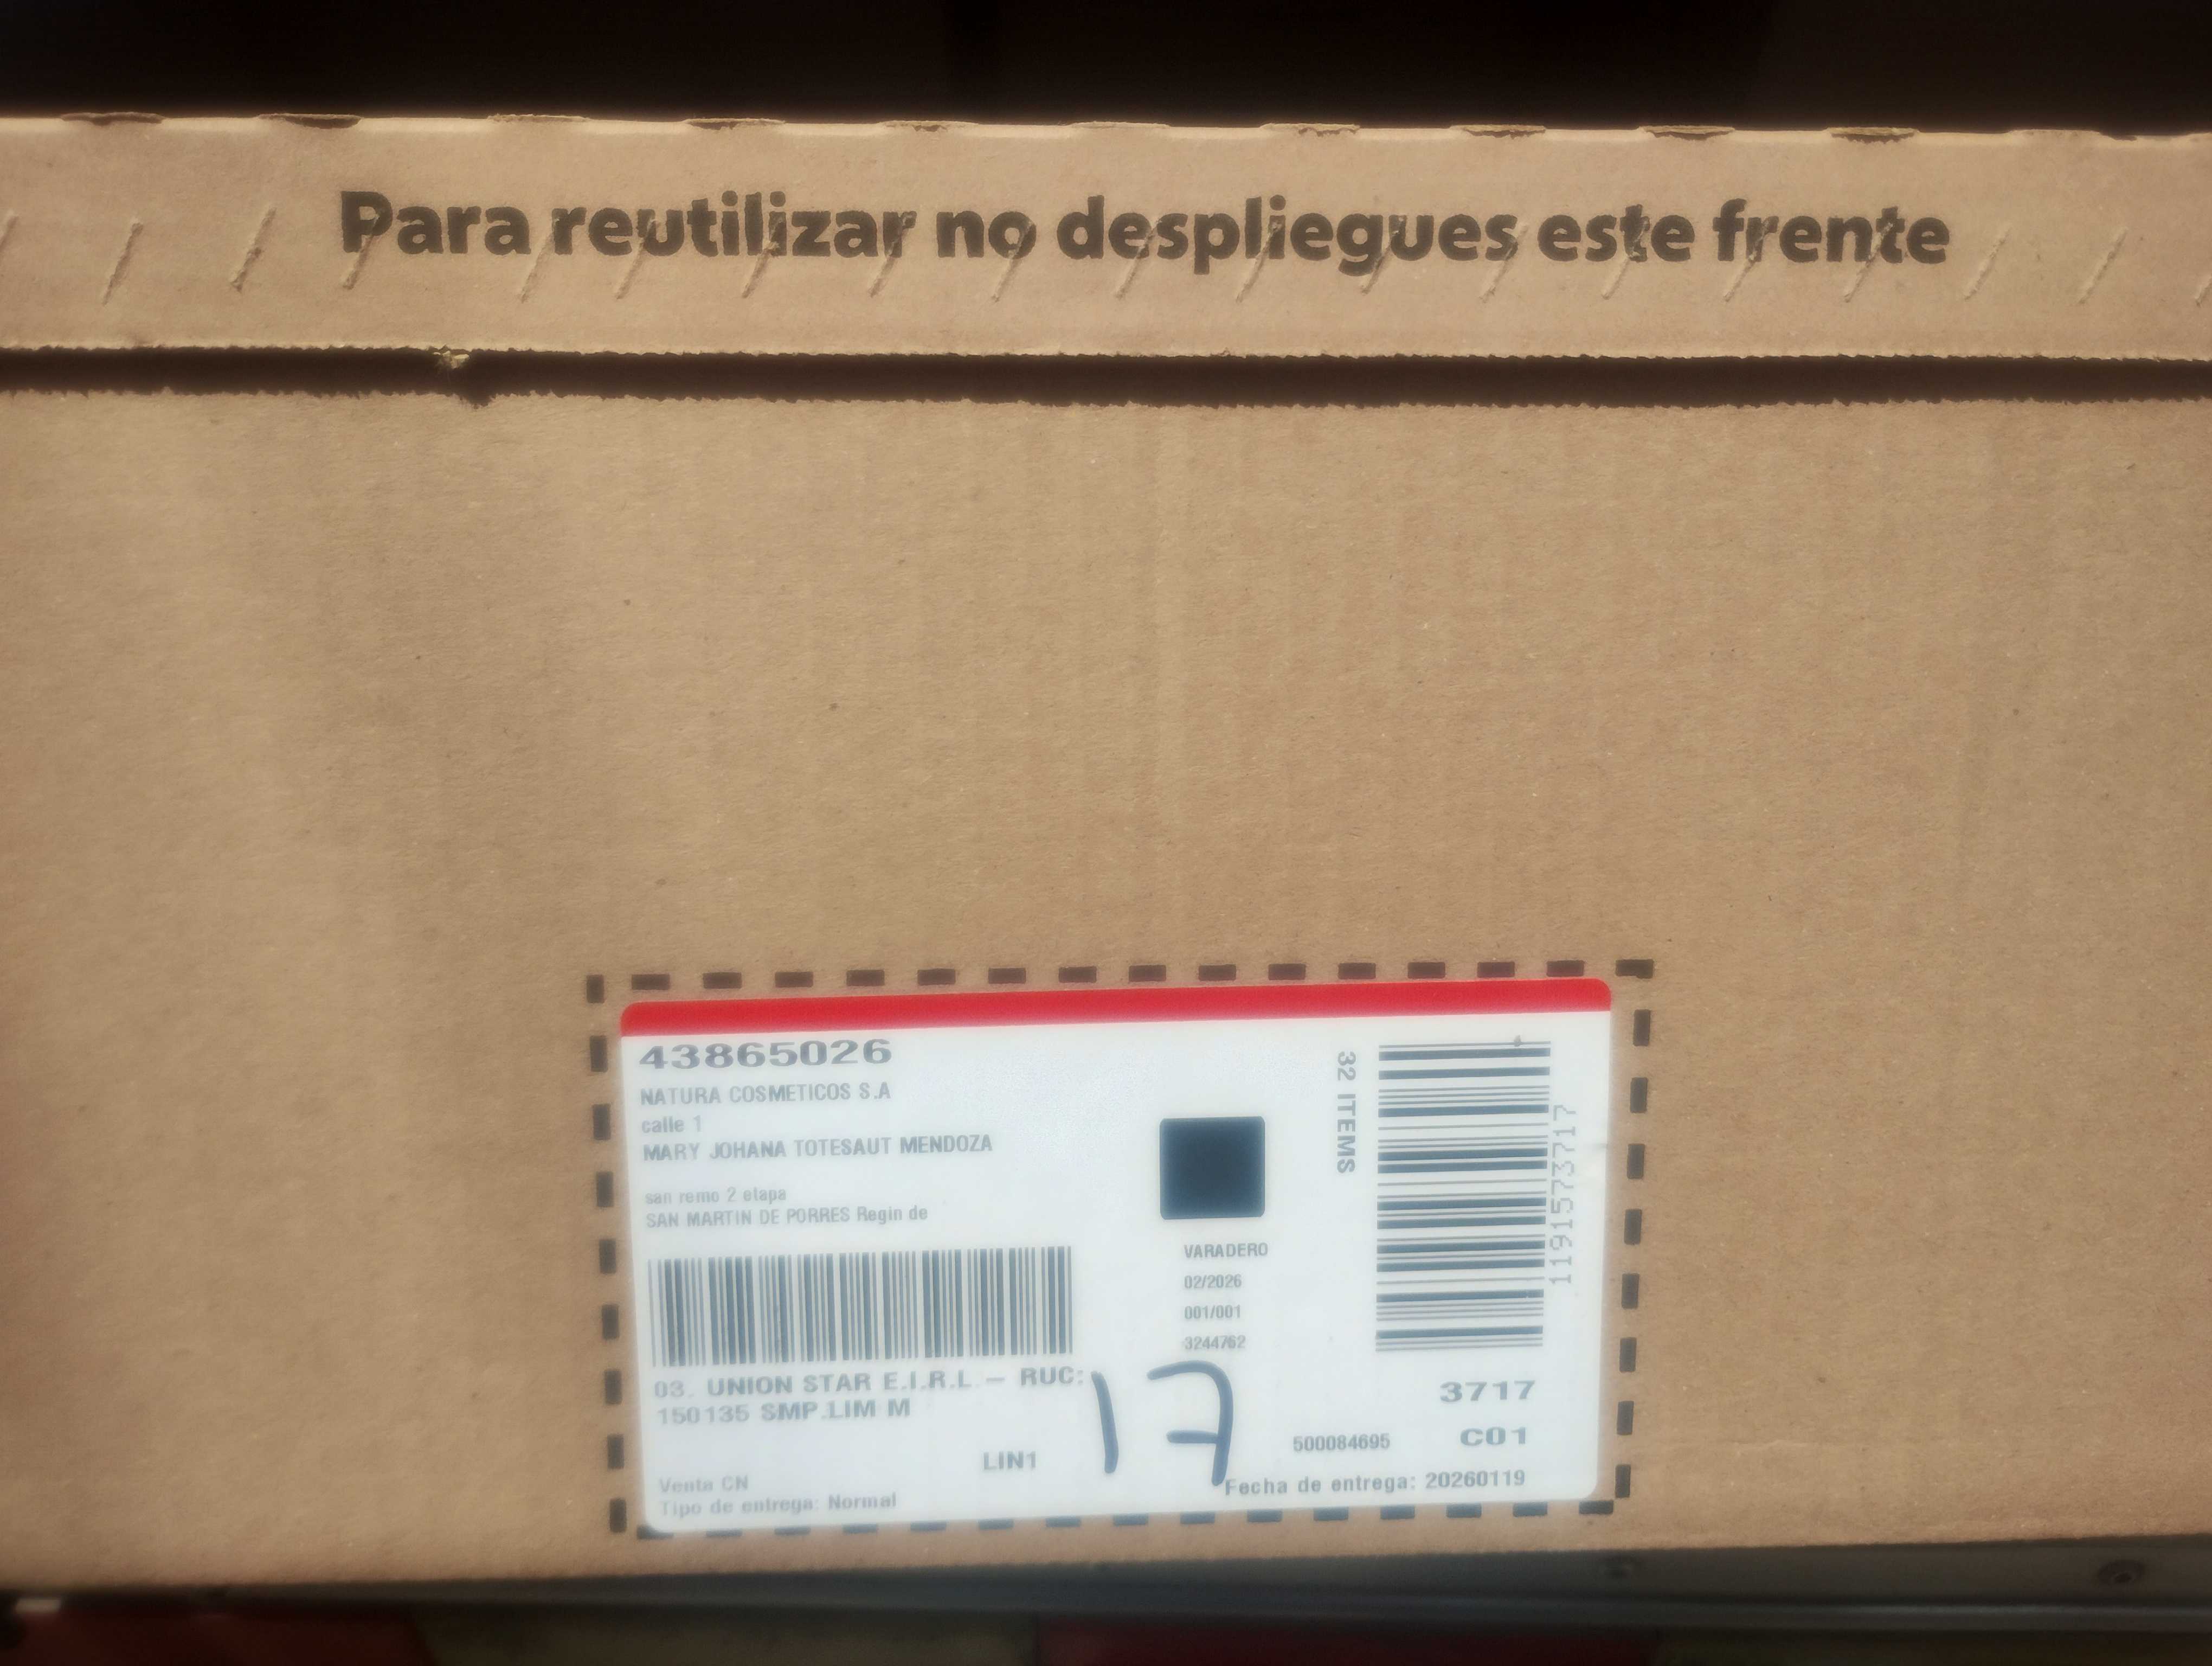 Para reutilizar no despliegues este frente
43865026
NATURA COSMETICOS S.A
calle 1
MARY JOHANA TOTESAUT MENDOZA
san remo 2 etapa
SAN MARTIN DE PORRES Regin de
03. UNION STAR E.I.R.L – RUC:
150135 SMP.LIM M
LIN1
Venta CN
Tipo de entrega: Normal
VARADERO
02/2026
001/001
3244762
17
32 ITEMS
1191573717
3717
500084695 C01
Fecha de entrega: 20260119